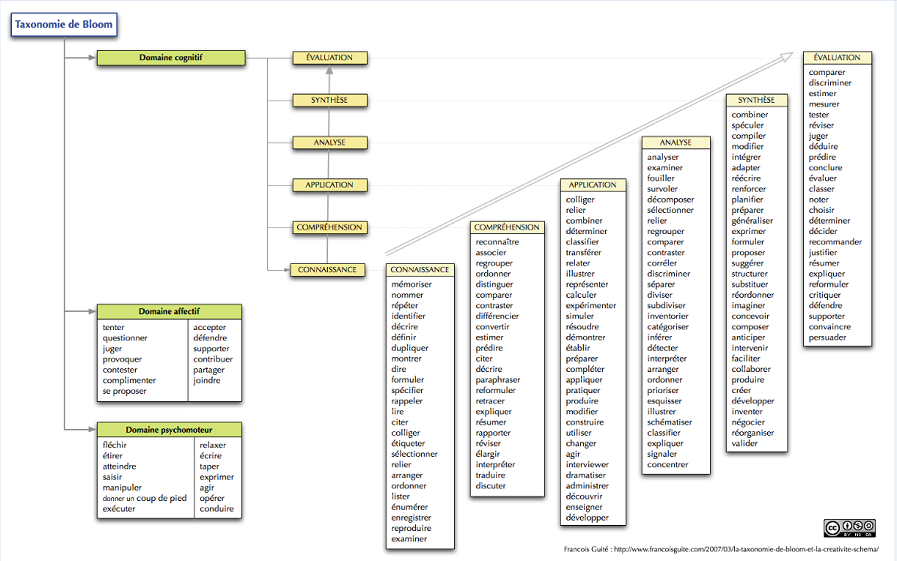 Taxonomie de Bloom
Domaine cognitif
ÉVALUATION
SYNTHÈSE
ANALYSE
APPLICATION
COMPRÉHENSION
CONNAISSANCE
Domaine affectif
tenter
questionner
juger
provoquer
contester
complimenter
se proposer
accepter
défendre
supporter
contribuer
partager
joindre
Domaine psychomoteur
fléchir
étirer
atteindre
saisir
manipuler
donner un coup de pied
exécuter
relaxer
écrire
taper
exprimer
agir
opérer
conduire
CONNAISSANCE
mémoriser
nommer
répéter
identifier
décrire
définir
dupliquer
montrer
dire
formuler
spécifier
rappeler
lire
citer
colliger
étiqueter
sélectionner
relier
arranger
ordonner
lister
énumérer
enregistrer
reproduire
examiner
COMPRÉHENSION
reconnaître
associer
regrouper
ordonner
distinguer
comparer
contraster
différencier
convertir
estimer
prédire
citer
décrire
paraphraser
reformuler
retracer
expliquer
résumer
rapporter
réviser
élargir
interpréter
traduire
discuter
APPLICATION
colliger
relier
combiner
déterminer
classifier
transférer
relater
illustrer
représenter
calculer
expérimenter
simuler
résoudre
démontrer
établir
préparer
compléter
appliquer
pratiquer
produire
modifier
construire
utiliser
changer
agir
interviewer
dramatiser
administrer
découvrir
enseigner
développer
ANALYSE
analyser
examiner
fouiller
survoler
décomposer
sélectionner
relier
regrouper
comparer
contraster
corréler
discriminer
séparer
diviser
subdiviser
inventorier
catégoriser
inférer
détecter
interpréter
arranger
ordonner
prioriser
esquisser
illustrer
schématiser
classifier
expliquer
signaler
concentrer
SYNTHÈSE
combiner
spéculer
compiler
modifier
intégrer
adapter
réécrire
renforcer
planifier
préparer
généraliser
exprimer
formuler
proposer
suggérer
structurer
substituer
réordonner
imaginer
concevoir
composer
anticiper
intervenir
faciliter
collaborer
produire
créer
développer
inventer
négocier
réorganiser
valider
ÉVALUATION
comparer
discriminer
estimer
mesurer
tester
réviser
juger
déduire
prédire
conclure
évaluer
classer
noter
choisir
déterminer
décider
recommander
justifier
résumer
expliquer
reformuler
critiquer
défendre
supporter
convaincre
persuader
cc
BY NC SA
Francois Guité : http://www.francoisguite.com/2007/03/la-taxonomie-de-bloom-et-la-creativite-schema/